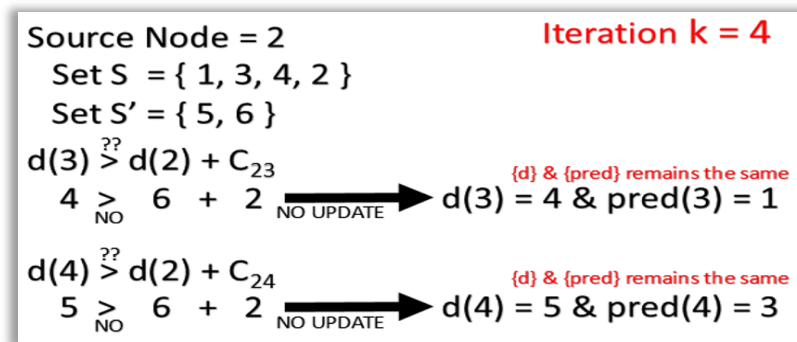 Source Node = 2
Iteration k = 4
Set S = { 1, 3, 4, 2 }
Set S’ = { 5, 6 }
??
d(3) > d(2) + C₂₃
{d} & {pred} remains the same
4 > 6 + 2 NO UPDATE d(3) = 4 & pred(3) = 1
NO
??
d(4) > d(2) + C₂₄
{d} & {pred} remains the same
5 > 6 + 2 NO UPDATE d(4) = 5 & pred(4) = 3
NO